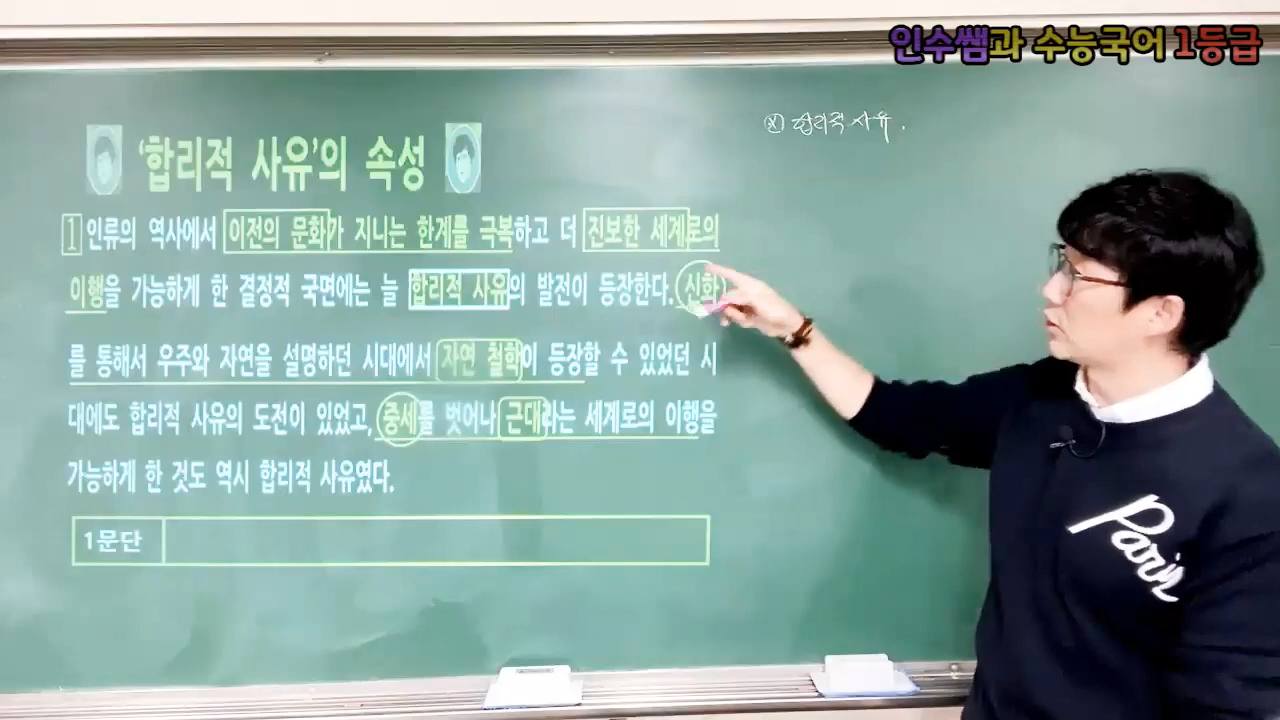 인수쌤과 수능국어 1등급
※ 합리적 사유.
'합리적 사유'의 속성
1 인류의 역사에서 이전의 문화가 지니는 한계를 극복하고 더 진보한 세계로의
이행을 가능하게 한 결정적 국면에는 늘 합리적 사유의 발전이 등장한다. 신화
를 통해서 우주와 자연을 설명하던 시대에서 자연 철학이 등장할 수 있었던 시
대에도 합리적 사유의 도전이 있었고, 중세를 벗어나 근대라는 세계로의 이행을
가능하게 한 것도 역시 합리적 사유였다.
1문단
Paris